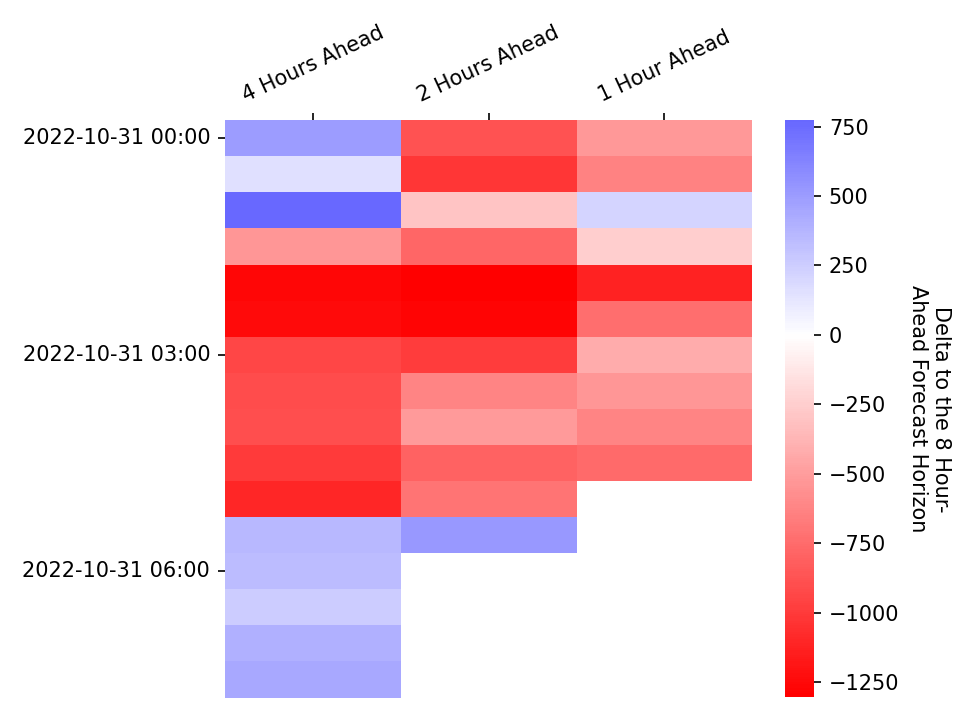 4 Hours Ahead
2 Hours Ahead
1 Hour Ahead
2022-10-31 00:00
2022-10-31 03:00
2022-10-31 06:00
750
500
250
0
−250
−500
−750
−1000
−1250
Delta to the 8 Hour-
Ahead Forecast Horizon